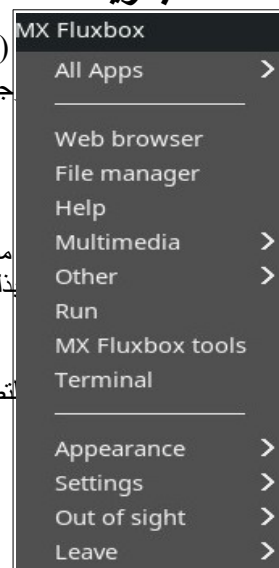 MX Fluxbox
All Apps
Web browser
File manager
Help
Multimedia
Other
Run
MX Fluxbox tools
Terminal
Appearance
Settings
Out of sight
Leave